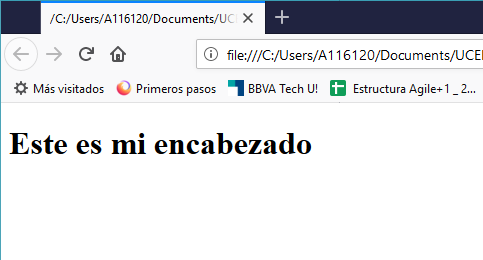 /C:/Users/A116120/Documents/UC
file:///C:/Users/A116120/Documents/UCE
Más visitados Primeros pasos BBVA Tech U! Estructura Agile+1 _ 2...
Este es mi encabezado